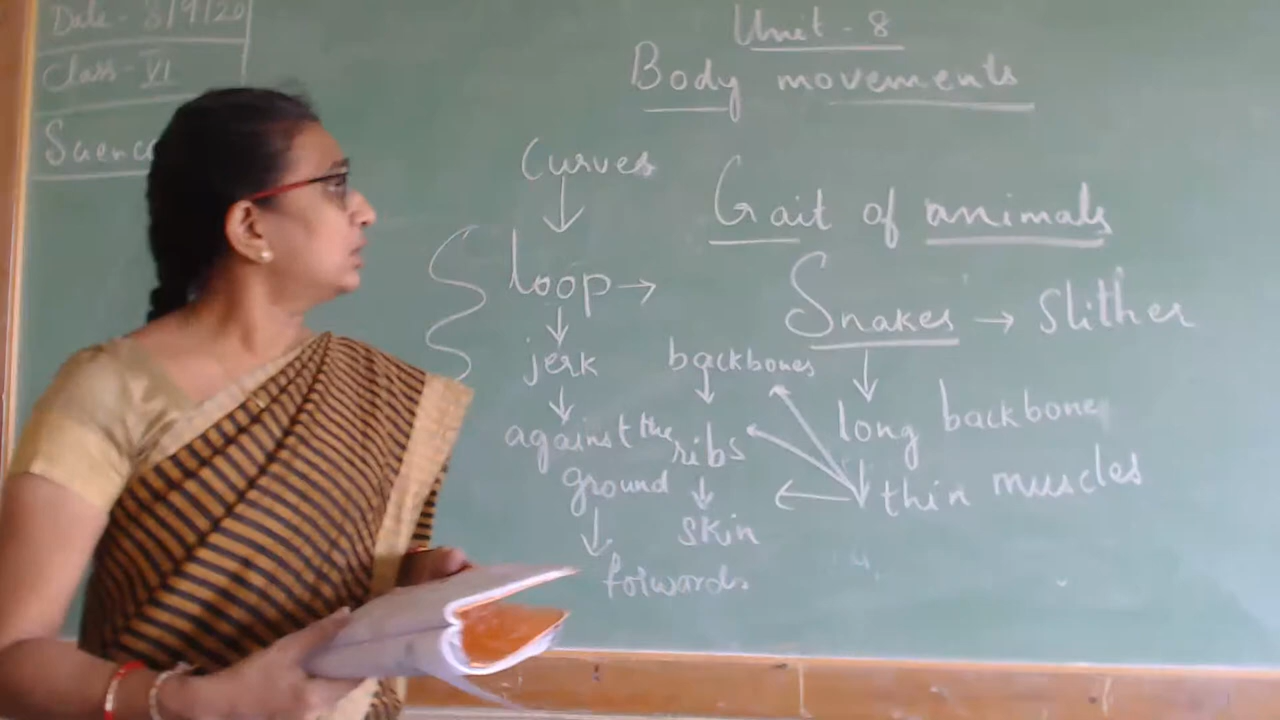 Date - 8/9/20
Class - VI
Science
Unit - 8
Body movements
Gait of animals
Snakes → Slither
long backbone
thin muscles
backbones
ribs
skin
Curves
loop →
jerk
against the
ground
forwards